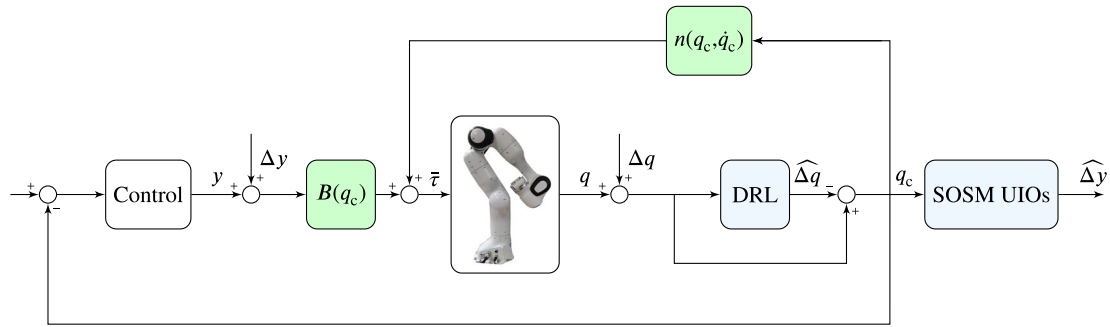 n(q_c,q̇_c)
Δy
Δq
+
−
Control
y
+
+
B(q_c)
+
+
τ̄
q
+
+
DRL
Δq̂
−
+
q_c
SOSM UIOs
Δŷ